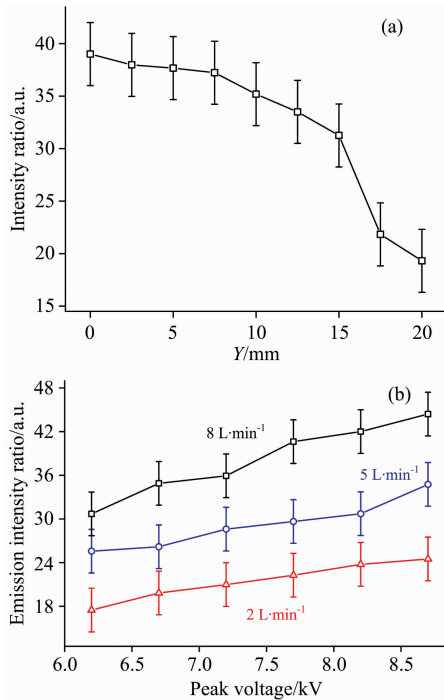 (a)
Intensity ratio/a.u.
40
35
30
25
20
15
0 5 10 15 20
Y/mm
(b)
Emission intensity ratio/a.u.
48
42
36
30
24
18
8 L·min⁻¹
5 L·min⁻¹
2 L·min⁻¹
6.0 6.5 7.0 7.5 8.0 8.5
Peak voltage/kV